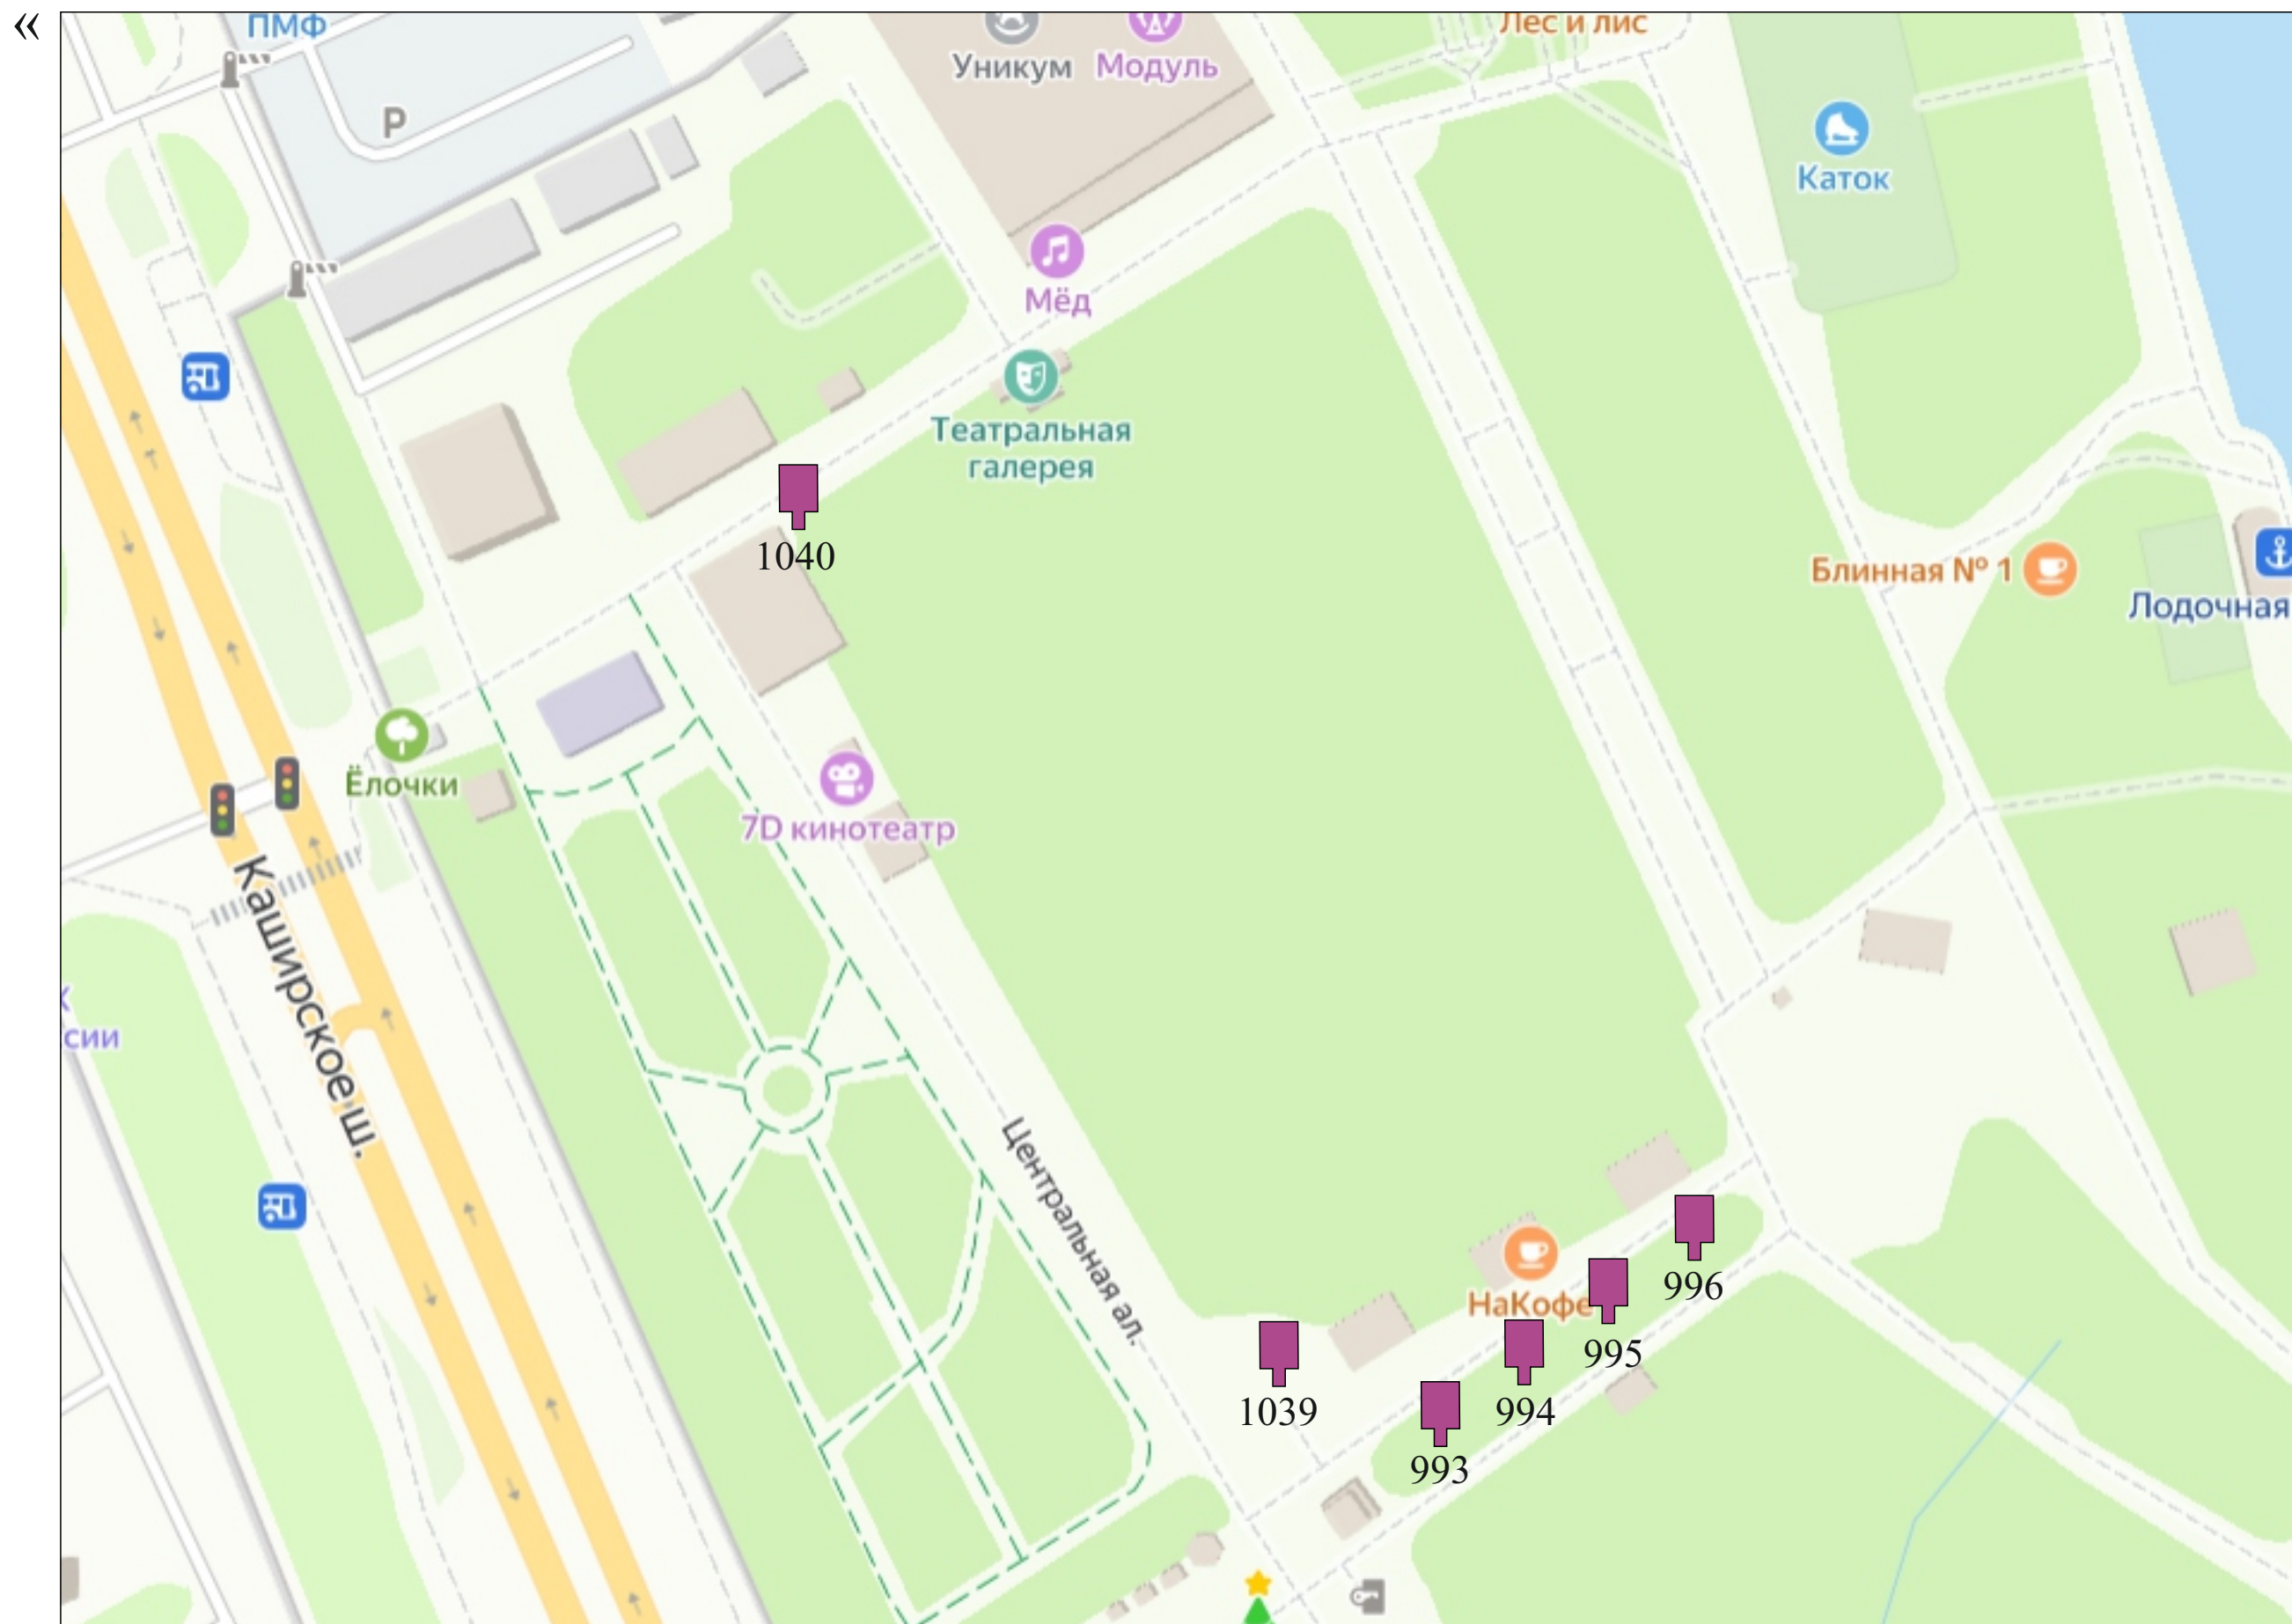 «
ПМФ
Лес и лис
Уникум
Модуль
P
Каток
Мёд
Театральная
галерея
1040
Блинная № 1
Лодочная
Ёлочки
7D кинотеатр
Каширское ш.
сии
Центральная ал.
996
НаКофе
995
1039
994
993